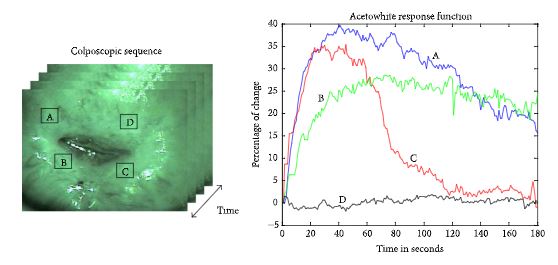 Colposcopic sequence
A
D
B
C
Time
Acetowhite response function
Percentage of change
40
35
30
25
20
15
10
5
0
−5
A
B
C
D
0 20 40 60 80 100 120 140 160 180
Time in seconds